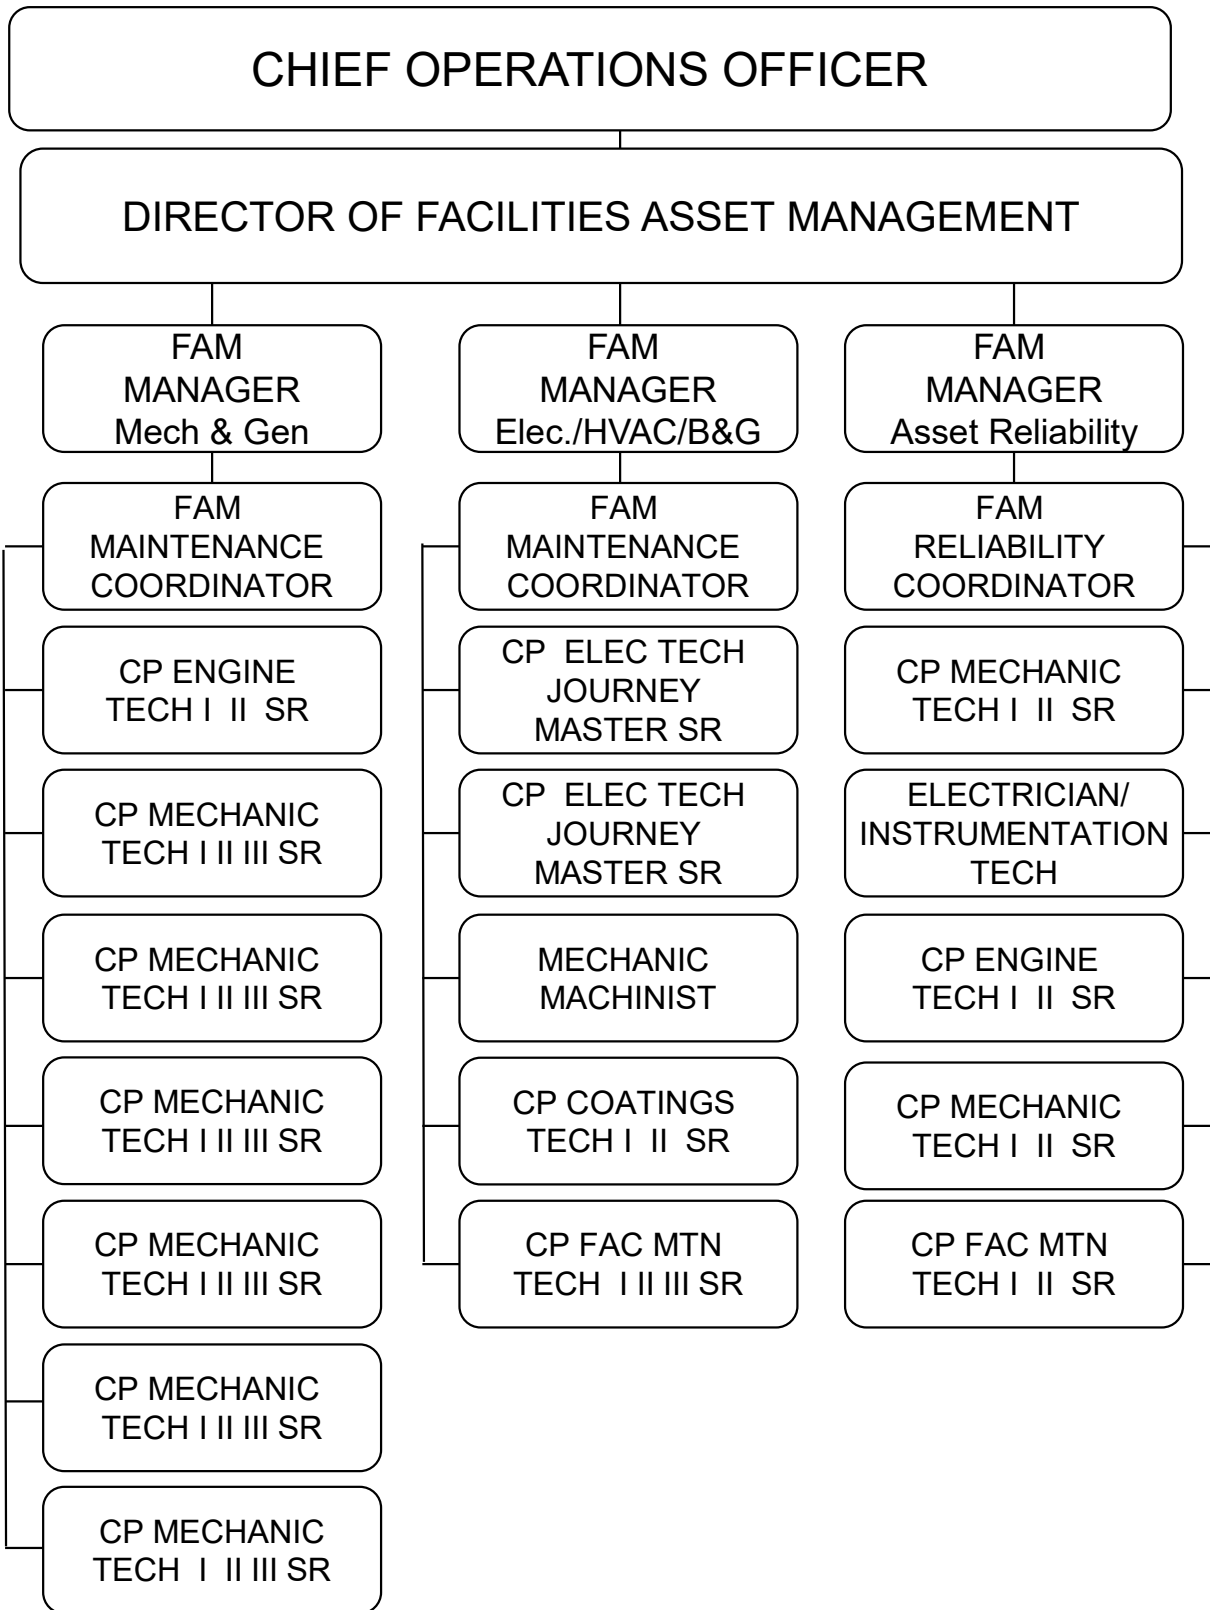 CHIEF OPERATIONS OFFICER
DIRECTOR OF FACILITIES ASSET MANAGEMENT
FAM
MANAGER
Mech & Gen
FAM
MAINTENANCE
COORDINATOR
CP ENGINE
TECH I II SR
CP MECHANIC
TECH I II III SR
CP MECHANIC
TECH I II III SR
CP MECHANIC
TECH I II III SR
CP MECHANIC
TECH I II III SR
CP MECHANIC
TECH I II III SR
CP MECHANIC
TECH I II III SR
FAM
MANAGER
Elec./HVAC/B&G
FAM
MAINTENANCE
COORDINATOR
CP ELEC TECH
JOURNEY
MASTER SR
CP ELEC TECH
JOURNEY
MASTER SR
MECHANIC
MACHINIST
CP COATINGS
TECH I II SR
CP FAC MTN
TECH I II III SR
FAM
MANAGER
Asset Reliability
FAM
RELIABILITY
COORDINATOR
CP MECHANIC
TECH I II SR
ELECTRICIAN/
INSTRUMENTATION
TECH
CP ENGINE
TECH I II SR
CP MECHANIC
TECH I II SR
CP FAC MTN
TECH I II SR